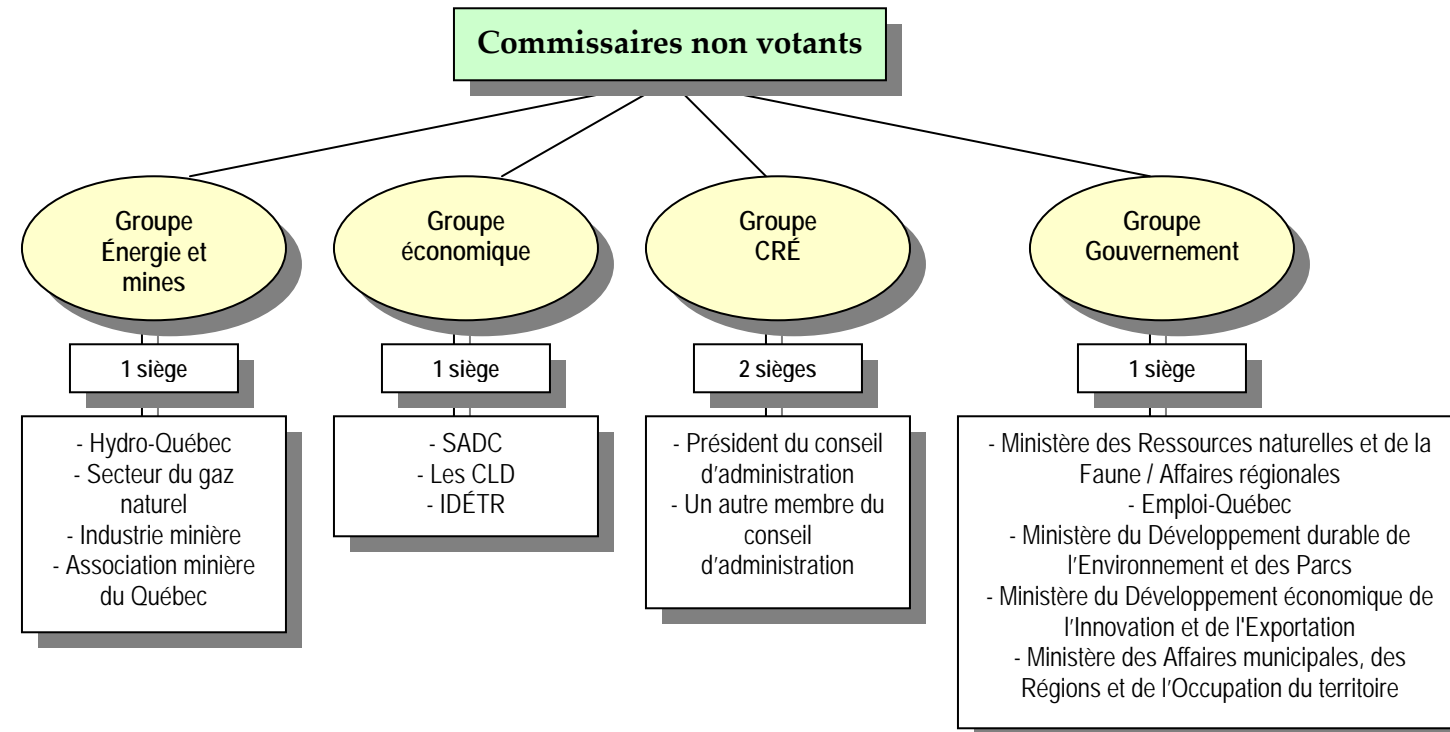 Commissaires non votants
Groupe
Énergie et
mines
1 siège
- Hydro-Québec
- Secteur du gaz
naturel
- Industrie minière
- Association minière
du Québec
Groupe
économique
1 siège
- SADC
- Les CLD
- IDÉTR
Groupe
CRÉ
2 sièges
- Président du conseil
d'administration
- Un autre membre du
conseil
d'administration
Groupe
Gouvernement
1 siège
- Ministère des Ressources naturelles et de la
Faune / Affaires régionales
- Emploi-Québec
- Ministère du Développement durable de
l'Environnement et des Parcs
- Ministère du Développement économique de
l'Innovation et de l'Exportation
- Ministère des Affaires municipales, des
Régions et de l'Occupation du territoire